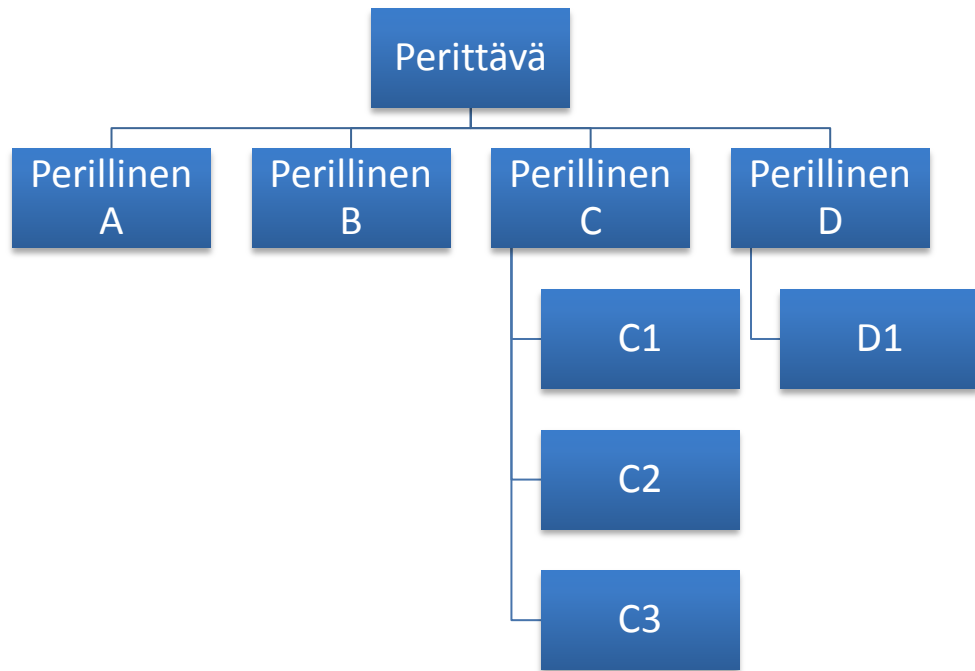 Perittävä
Perillinen
A
Perillinen
B
Perillinen
C
Perillinen
D
C1
D1
C2
C3